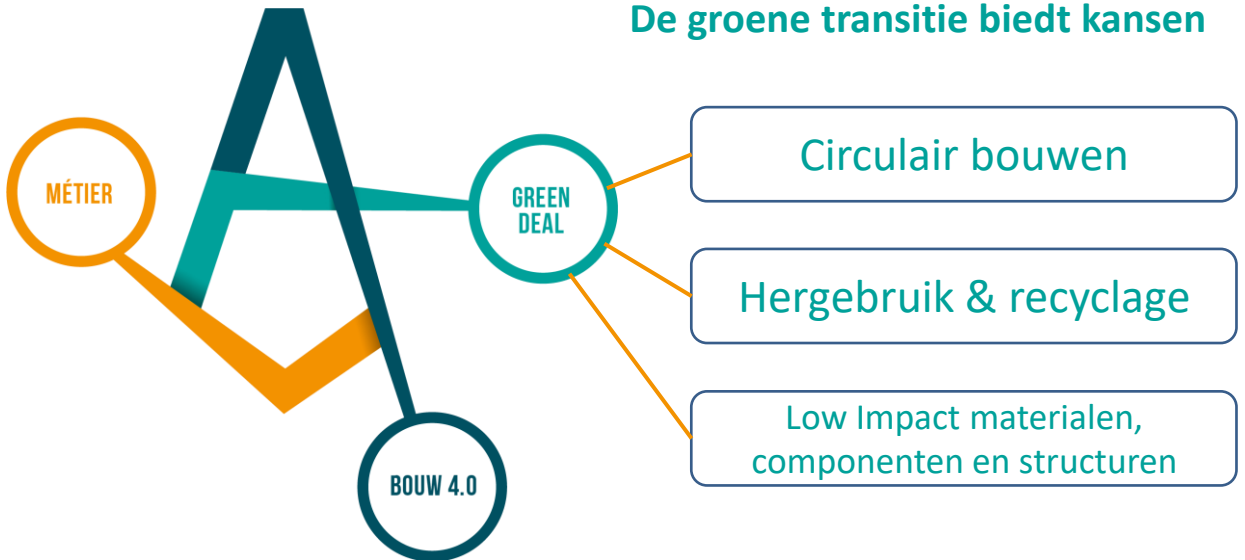 De groene transitie biedt kansen
MÉTIER
GREEN
DEAL
BOUW 4.0
Circulair bouwen
Hergebruik & recyclage
Low Impact materialen,
componenten en structuren